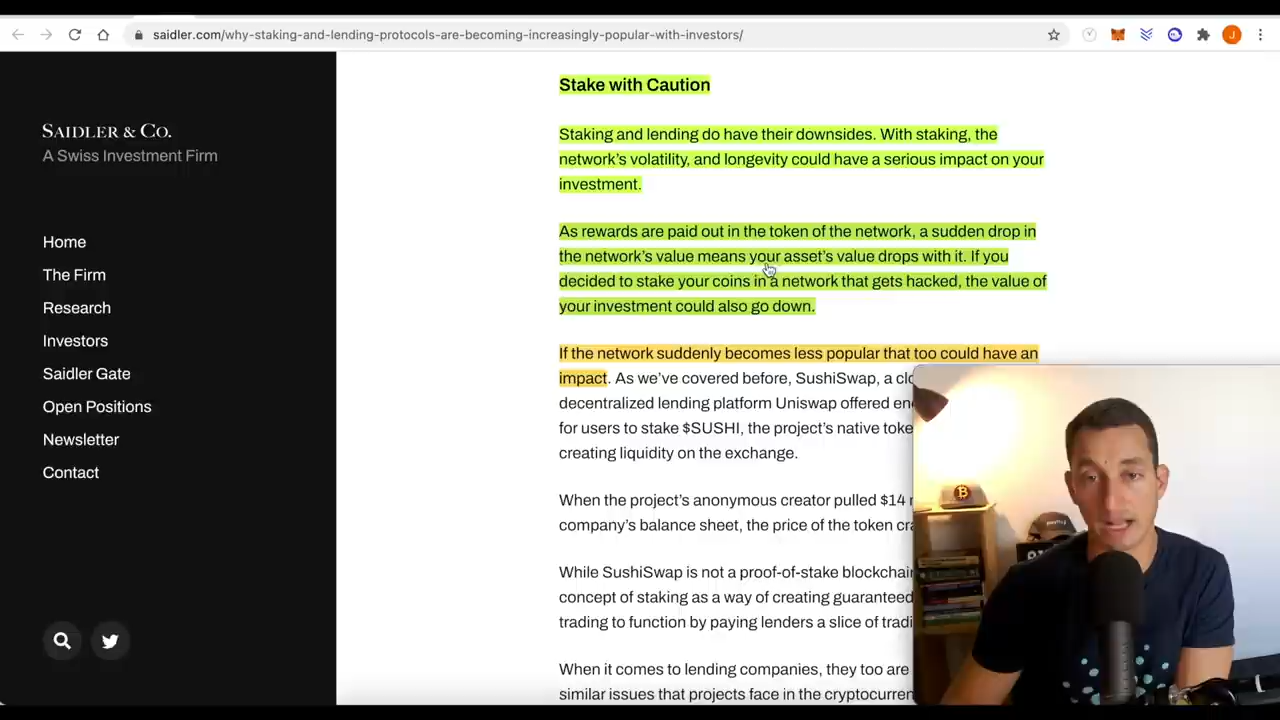 saidler.com/why-staking-and-lending-protocols-are-becoming-increasingly-popular-with-investors/
J
SAIDLER & CO.
A Swiss Investment Firm
Home
The Firm
Research
Investors
Saidler Gate
Open Positions
Newsletter
Contact
Stake with Caution
Staking and lending do have their downsides. With staking, the
network's volatility, and longevity could have a serious impact on your
investment.
As rewards are paid out in the token of the network, a sudden drop in
the network's value means your asset's value drops with it. If you
decided to stake your coins in a network that gets hacked, the value of
your investment could also go down.
If the network suddenly becomes less popular that too could have an
impact. As we've covered before, SushiSwap, a
decentralized lending platform Uniswap offered
for users to stake $SUSHI, the project's native
creating liquidity on the exchange.
When the project's anonymous creator pulled $14
company's balance sheet, the price of the token
While SushiSwap is not a proof-of-stake
concept of staking as a way of creating guaranteed
trading to function by paying lenders a slice of
When it comes to lending companies, they too are
similar issues that projects face in the